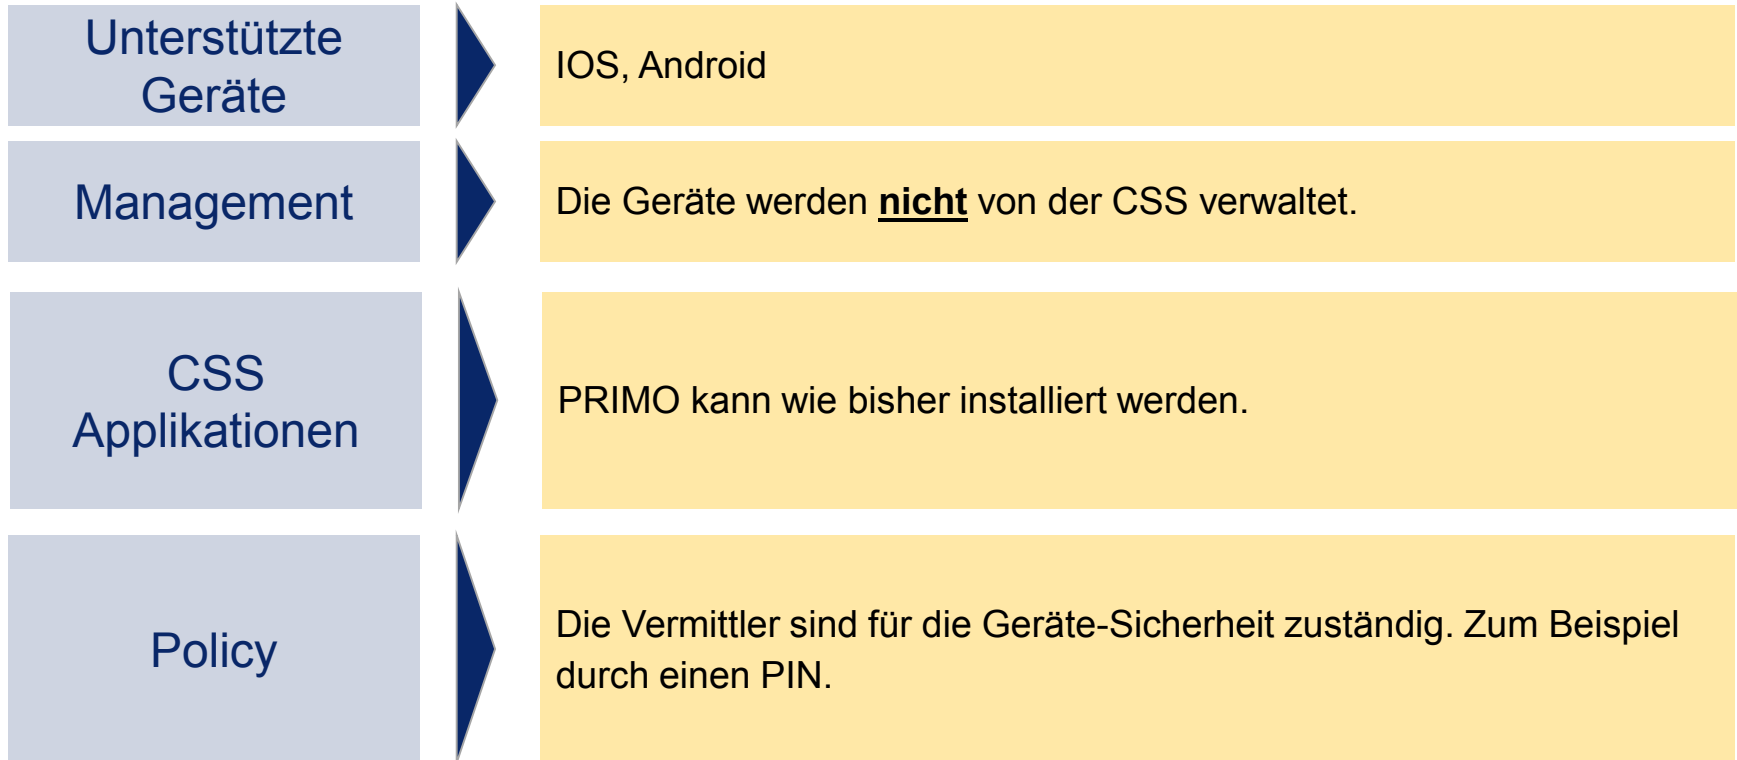 Unterstützte
Geräte
IOS, Android
Management
Die Geräte werden nicht von der CSS verwaltet.
CSS
Applikationen
PRIMO kann wie bisher installiert werden.
Policy
Die Vermittler sind für die Geräte-Sicherheit zuständig. Zum Beispiel
durch einen PIN.